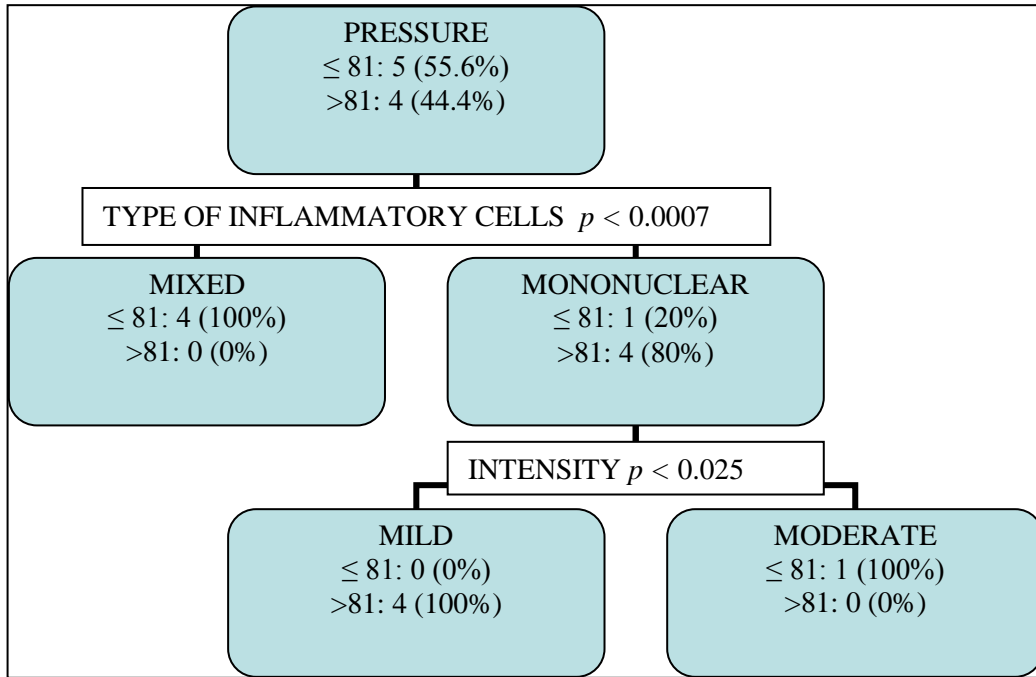 PRESSURE
≤ 81: 5 (55.6%)
>81: 4 (44.4%)
TYPE OF INFLAMMATORY CELLS p < 0.0007
MIXED
≤ 81: 4 (100%)
>81: 0 (0%)
MONONUCLEAR
≤ 81: 1 (20%)
>81: 4 (80%)
INTENSITY p < 0.025
MILD
≤ 81: 0 (0%)
>81: 4 (100%)
MODERATE
≤ 81: 1 (100%)
>81: 0 (0%)